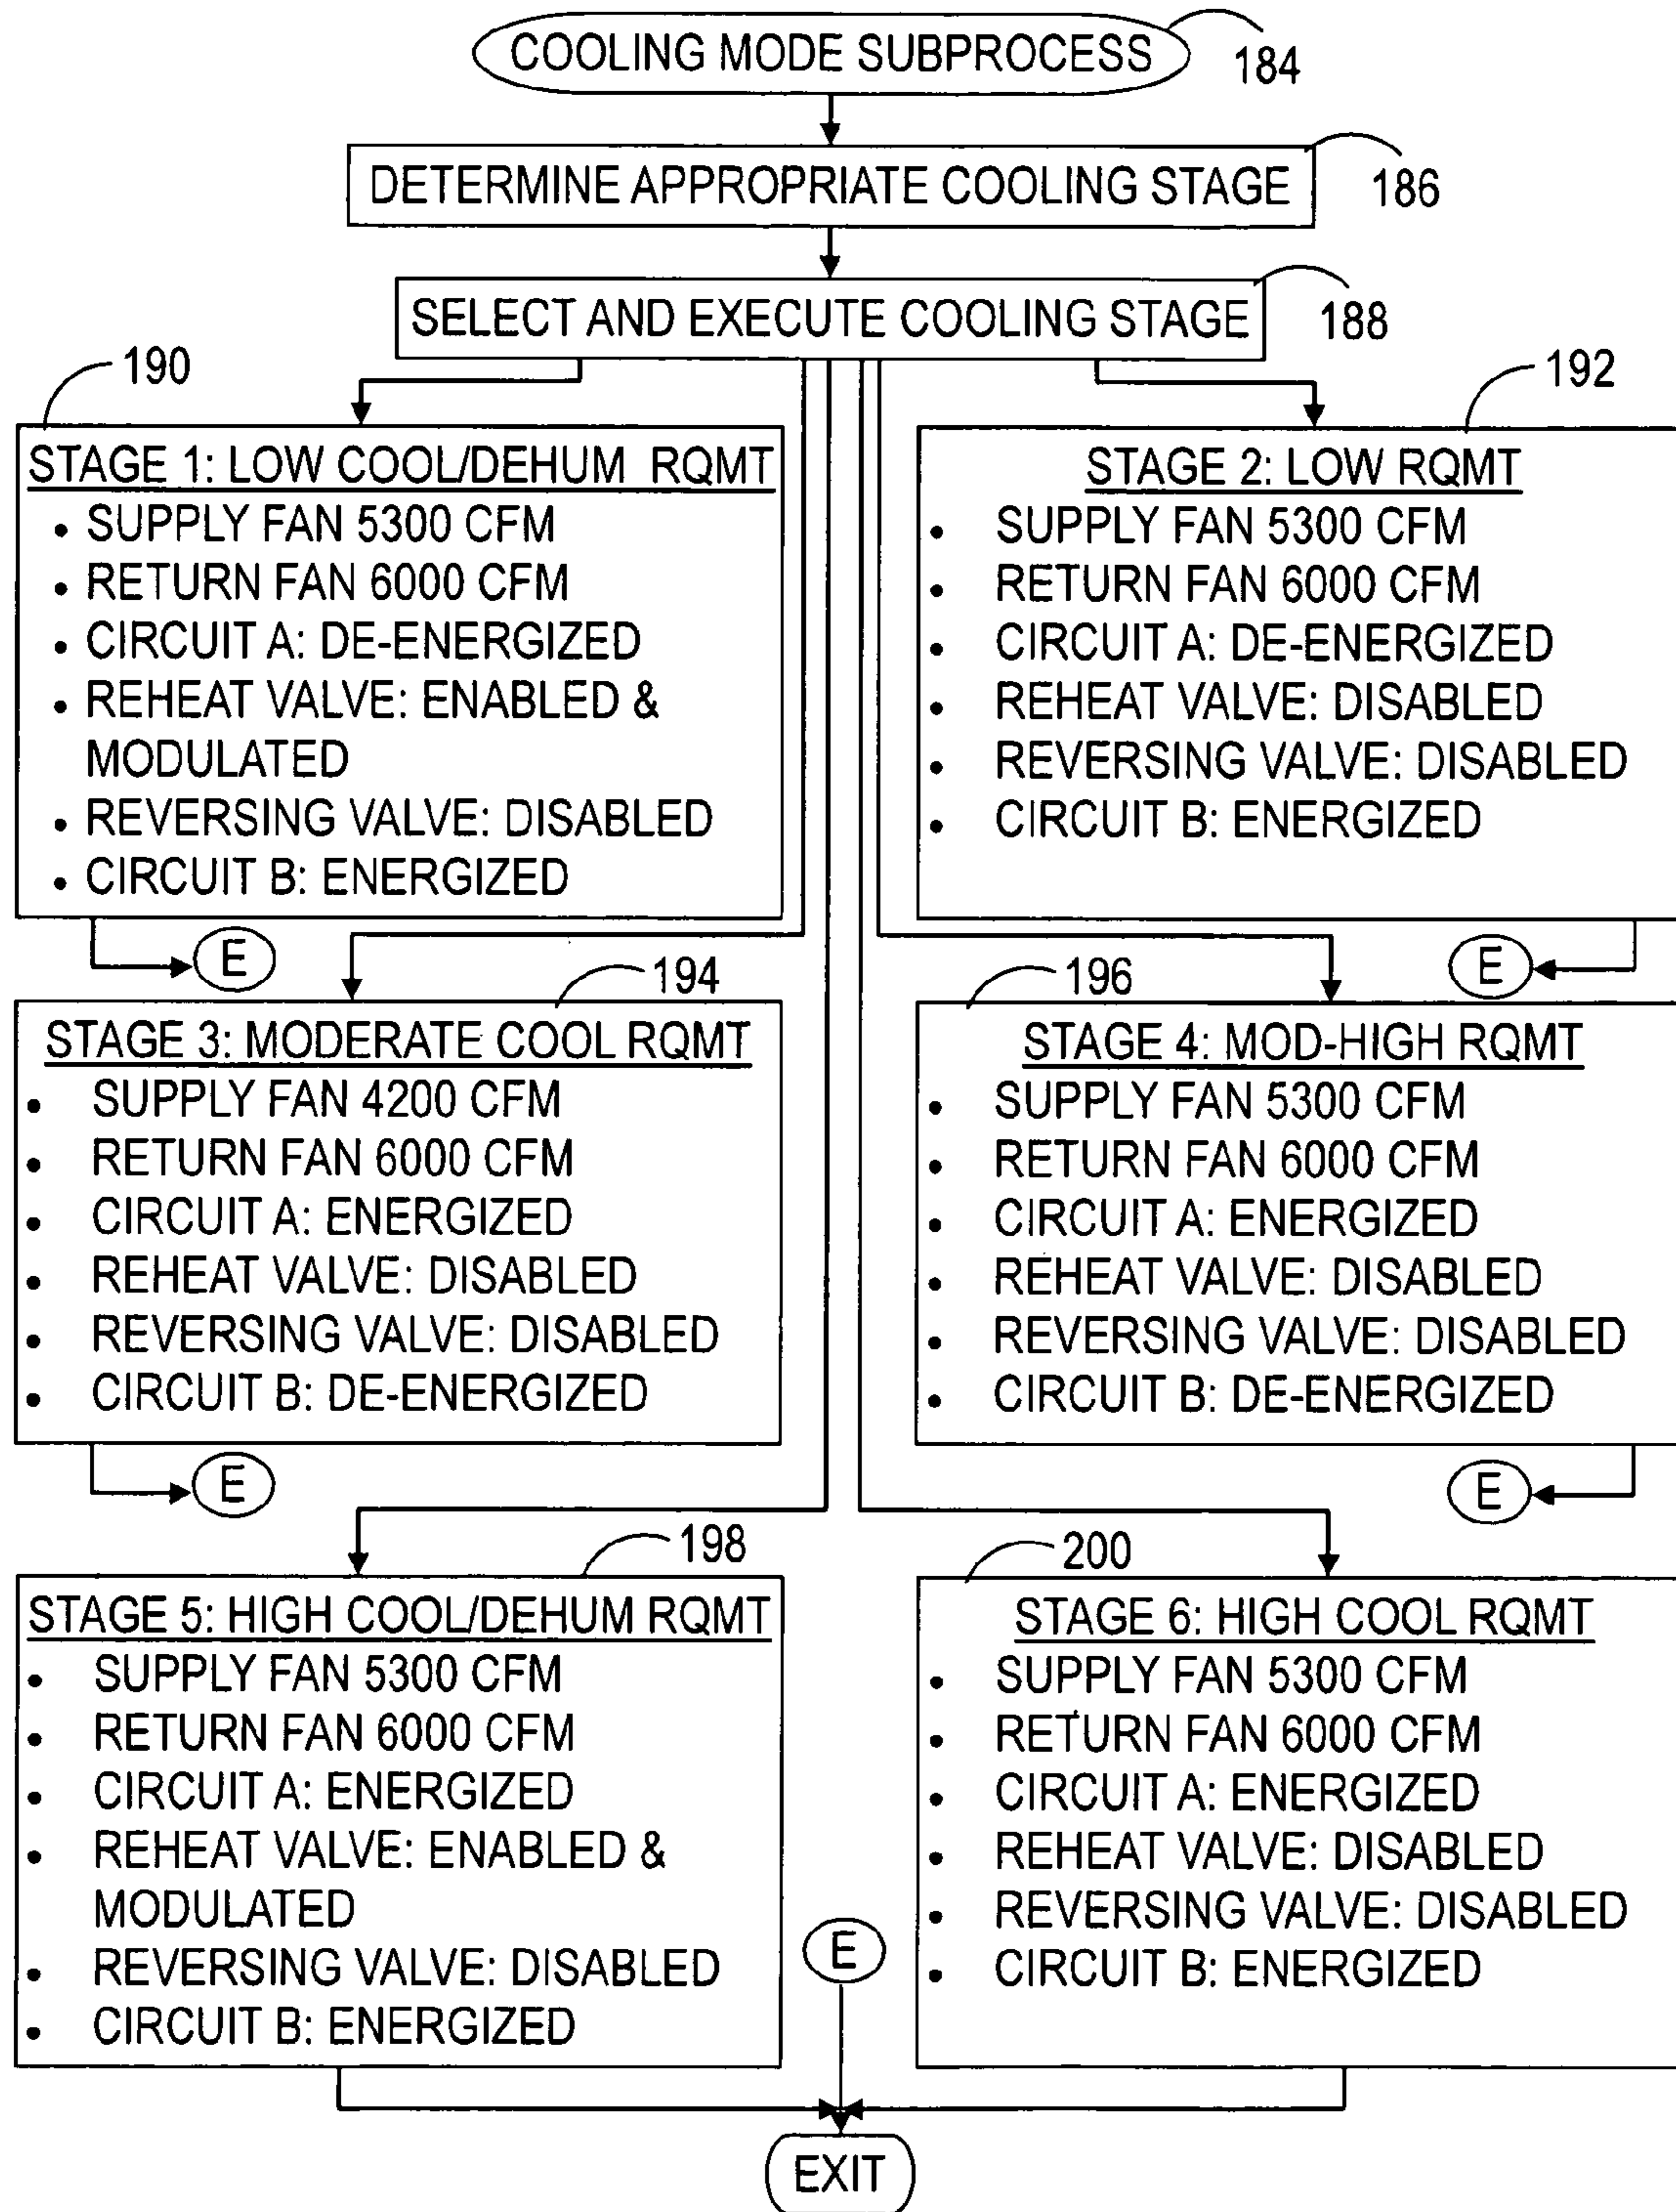 COOLING MODE SUBPROCESS
184
DETERMINE APPROPRIATE COOLING STAGE
186
SELECT AND EXECUTE COOLING STAGE
188
190
STAGE 1: LOW COOL/DEHUM RQMT
• SUPPLY FAN 5300 CFM
• RETURN FAN 6000 CFM
• CIRCUIT A: DE-ENERGIZED
• REHEAT VALVE: ENABLED &
MODULATED
• REVERSING VALVE: DISABLED
• CIRCUIT B: ENERGIZED
E
192
STAGE 2: LOW RQMT
• SUPPLY FAN 5300 CFM
• RETURN FAN 6000 CFM
• CIRCUIT A: DE-ENERGIZED
• REHEAT VALVE: DISABLED
• REVERSING VALVE: DISABLED
• CIRCUIT B: ENERGIZED
E
194
STAGE 3: MODERATE COOL RQMT
• SUPPLY FAN 4200 CFM
• RETURN FAN 6000 CFM
• CIRCUIT A: ENERGIZED
• REHEAT VALVE: DISABLED
• REVERSING VALVE: DISABLED
• CIRCUIT B: DE-ENERGIZED
E
196
STAGE 4: MOD-HIGH RQMT
• SUPPLY FAN 5300 CFM
• RETURN FAN 6000 CFM
• CIRCUIT A: ENERGIZED
• REHEAT VALVE: DISABLED
• REVERSING VALVE: DISABLED
• CIRCUIT B: DE-ENERGIZED
E
198
STAGE 5: HIGH COOL/DEHUM RQMT
• SUPPLY FAN 5300 CFM
• RETURN FAN 6000 CFM
• CIRCUIT A: ENERGIZED
• REHEAT VALVE: ENABLED &
MODULATED
• REVERSING VALVE: DISABLED
• CIRCUIT B: ENERGIZED
200
STAGE 6: HIGH COOL RQMT
• SUPPLY FAN 5300 CFM
• RETURN FAN 6000 CFM
• CIRCUIT A: ENERGIZED
• REHEAT VALVE: DISABLED
• REVERSING VALVE: DISABLED
• CIRCUIT B: ENERGIZED
E
EXIT